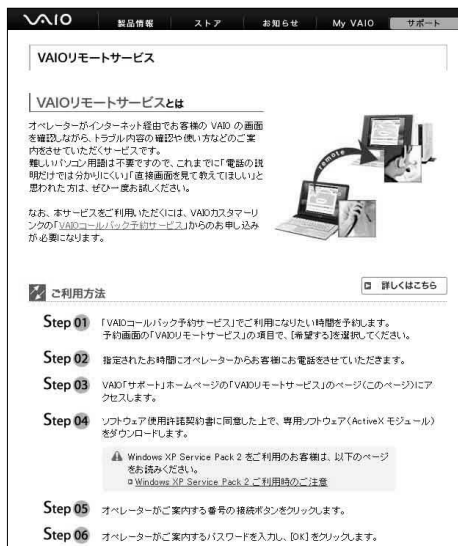 VAIO 製品情報 ストア お知らせ My VAIO サポート
VAIOリモートサービス
VAIOリモートサービスとは
オペレーターがインターネット経由でお客様の VAIO の画面
を確認しながら、トラブル内容の確認や使い方などのご案
内をさせていただくサービスです。
難しいパソコン用語は不要ですので、これまでに「電話の説
明だけでは分かりにくい」「直接画面を見て教えてほしい」と
思われた方は、ぜひ一度お試しください。
なお、本サービスをご利用いただくには、VAIOカスタマーリ
ンクの「VAIOコールバック予約サービス」からのお申し込み
が必要になります。
remote
ご利用方法
詳しくはこちら
Step 01 「VAIOコールバック予約サービス」でご利用になりたい時間を予約します。
予約画面の「VAIOリモートサービス」の項目で、[希望する]を選択してください。
Step 02 指定されたお時間にオペレーターからお客様にお電話をさせていただきます。
Step 03 VAIO「サポート」ホームページの「VAIOリモートサービス」のページ(このページ)にア
クセスします。
Step 04 ソフトウェア使用許諾契約書に同意した上で、専用ソフトウェア(ActiveX モジュール)
をダウンロードします。
Windows XP Service Pack 2 をご利用のお客様は、以下のページ
をお読みください。
Windows XP Service Pack 2 ご利用時のご注意
Step 05 オペレーターがご案内する番号の接続ボタンをクリックします。
Step 06 オペレーターがご案内するパスワードを入力し、[OK]をクリックします。